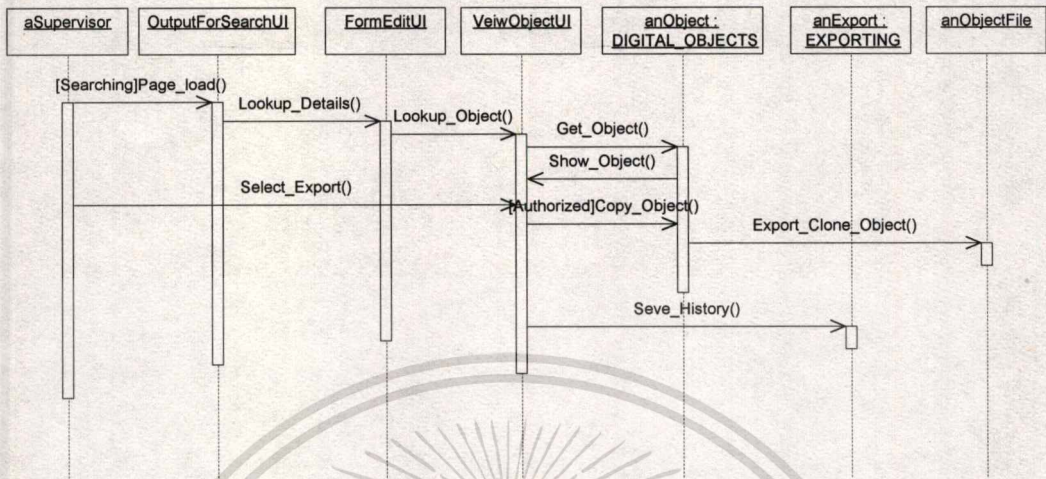 aSupervisor
OutputForSearchUI
FormEditUI
VeiwObjectUI
anObject :
DIGITAL_OBJECTS
anExport :
EXPORTING
anObjectFile
[Searching]Page_load()
Lookup_Details()
Lookup_Object()
Get_Object()
Show_Object()
Select_Export()
[Authorized]Copy_Object()
Export_Clone_Object()
Seve_History()